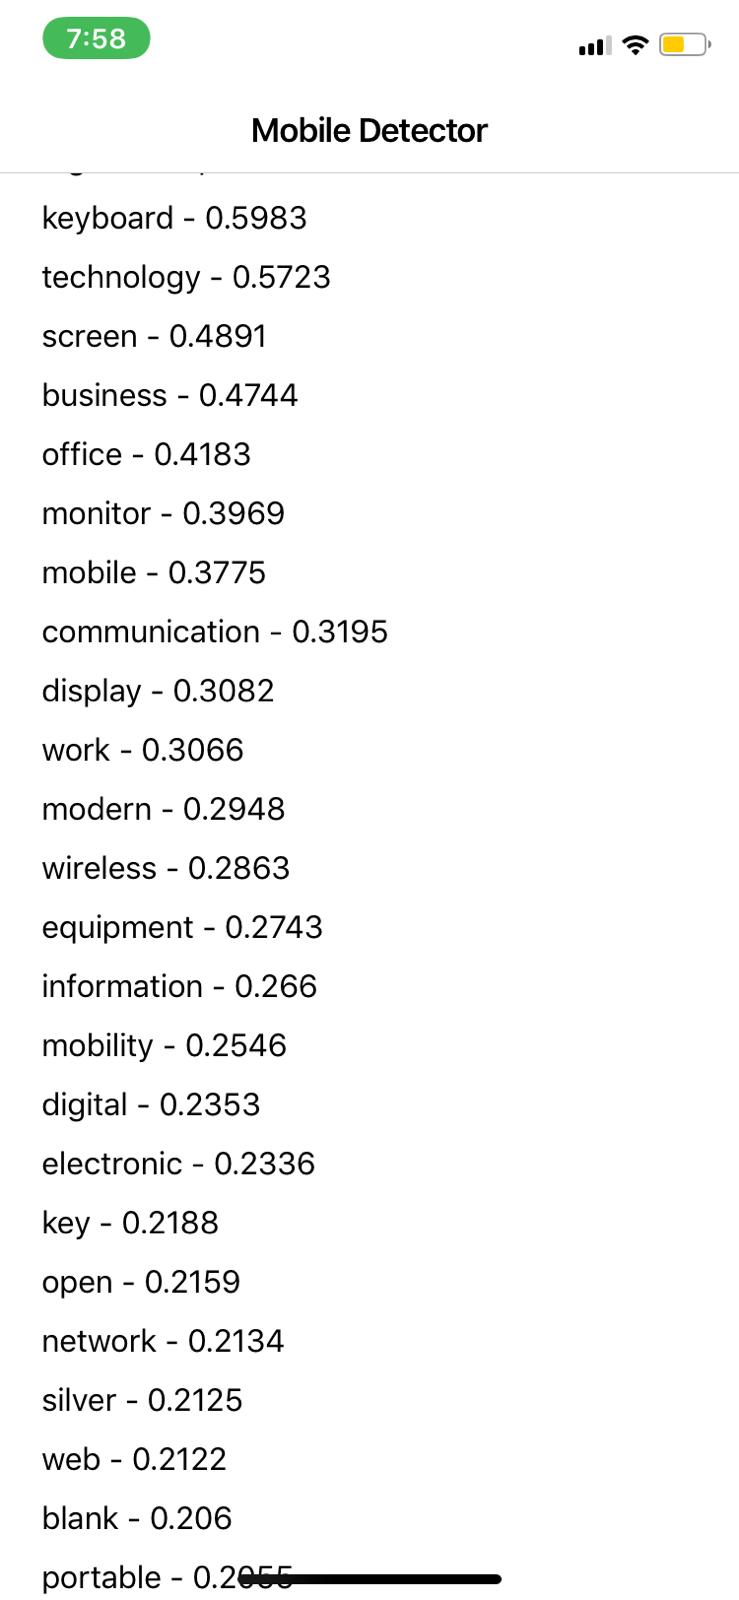 7:58
Mobile Detector
keyboard - 0.5983
technology - 0.5723
screen - 0.4891
business - 0.4744
office - 0.4183
monitor - 0.3969
mobile - 0.3775
communication - 0.3195
display - 0.3082
work - 0.3066
modern - 0.2948
wireless - 0.2863
equipment - 0.2743
information - 0.266
mobility - 0.2546
digital - 0.2353
electronic - 0.2336
key - 0.2188
open - 0.2159
network - 0.2134
silver - 0.2125
web - 0.2122
blank - 0.206
portable - 0.2055